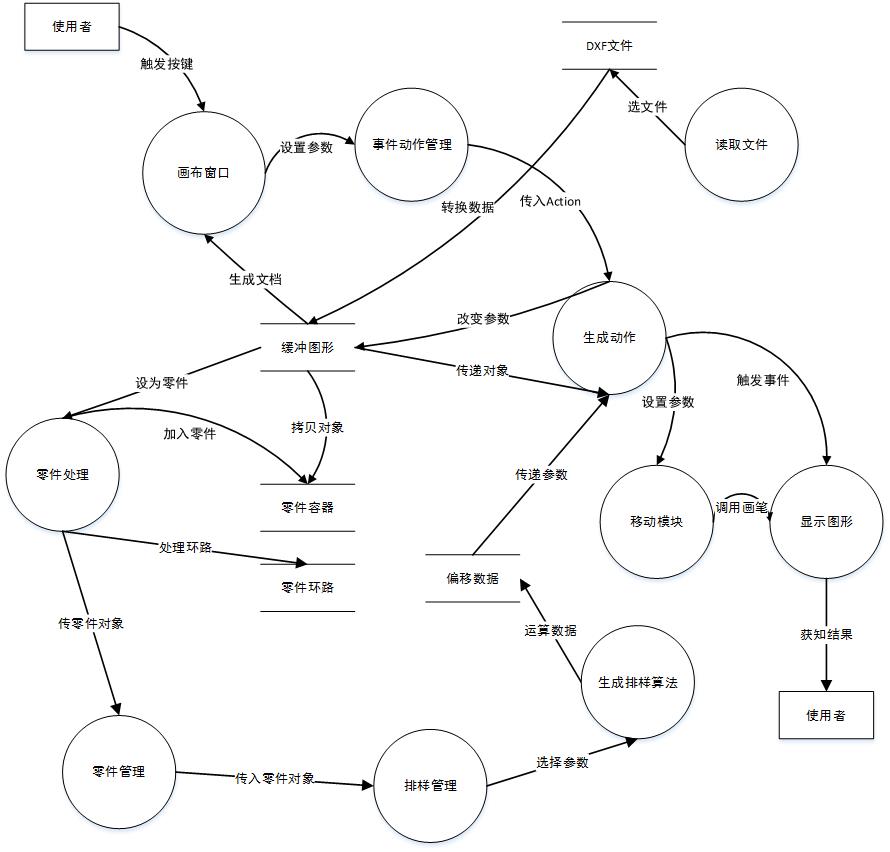 使用者
DXF文件
触发按键
选文件
设置参数
事件动作管理
读取文件
画布窗口
转换数据
传入Action
生成文档
改变参数
生成动作
缓冲图形
传递对象
触发事件
设为零件
设置参数
加入零件
拷贝对象
零件处理
传递参数
零件容器
调用画笔
移动模块
显示图形
处理环路
偏移数据
零件环路
传零件对象
运算数据
获知结果
生成排样算法
使用者
选择参数
零件管理
传入零件对象
排样管理